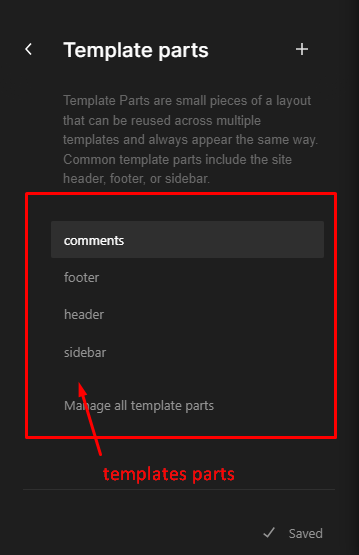 Template parts
Template Parts are small pieces of a layout
that can be reused across multiple
templates and always appear the same way.
Common template parts include the site
header, footer, or sidebar.
comments
footer
header
sidebar
Manage all template parts
templates parts
Saved